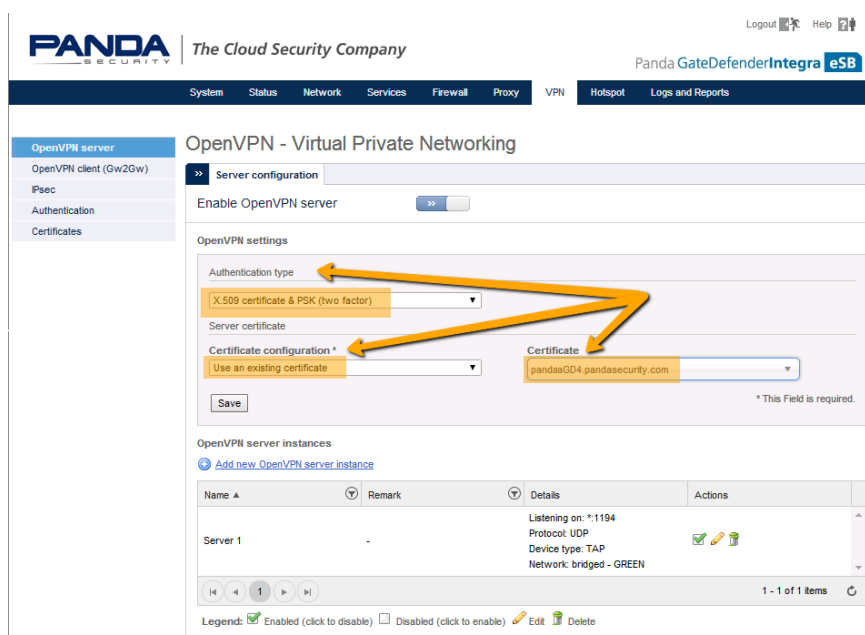 Logout Help
PANDA
SECURITY
The Cloud Security Company
Panda GateDefenderIntegra eSB
System Status Network Services Firewall Proxy VPN Hotspot Logs and Reports
OpenVPN server
OpenVPN client (Gw2Gw)
IPsec
Authentication
Certificates
OpenVPN - Virtual Private Networking
» Server configuration
Enable OpenVPN server »
OpenVPN settings
Authentication type
X.509 certificate & PSK (two factor)
Server certificate
Certificate configuration * Certificate
Use an existing certificate pandaaGD4.pandasecurity.com
Save * This Field is required.
OpenVPN server instances
Add new OpenVPN server instance
Name Remark Details Actions
Listening on: *:1194
Protocol: UDP
Server 1 -
Device type: TAP
Network: bridged - GREEN
1 1 - 1 of 1 items
Legend: Enabled (click to disable) Disabled (click to enable) Edit Delete